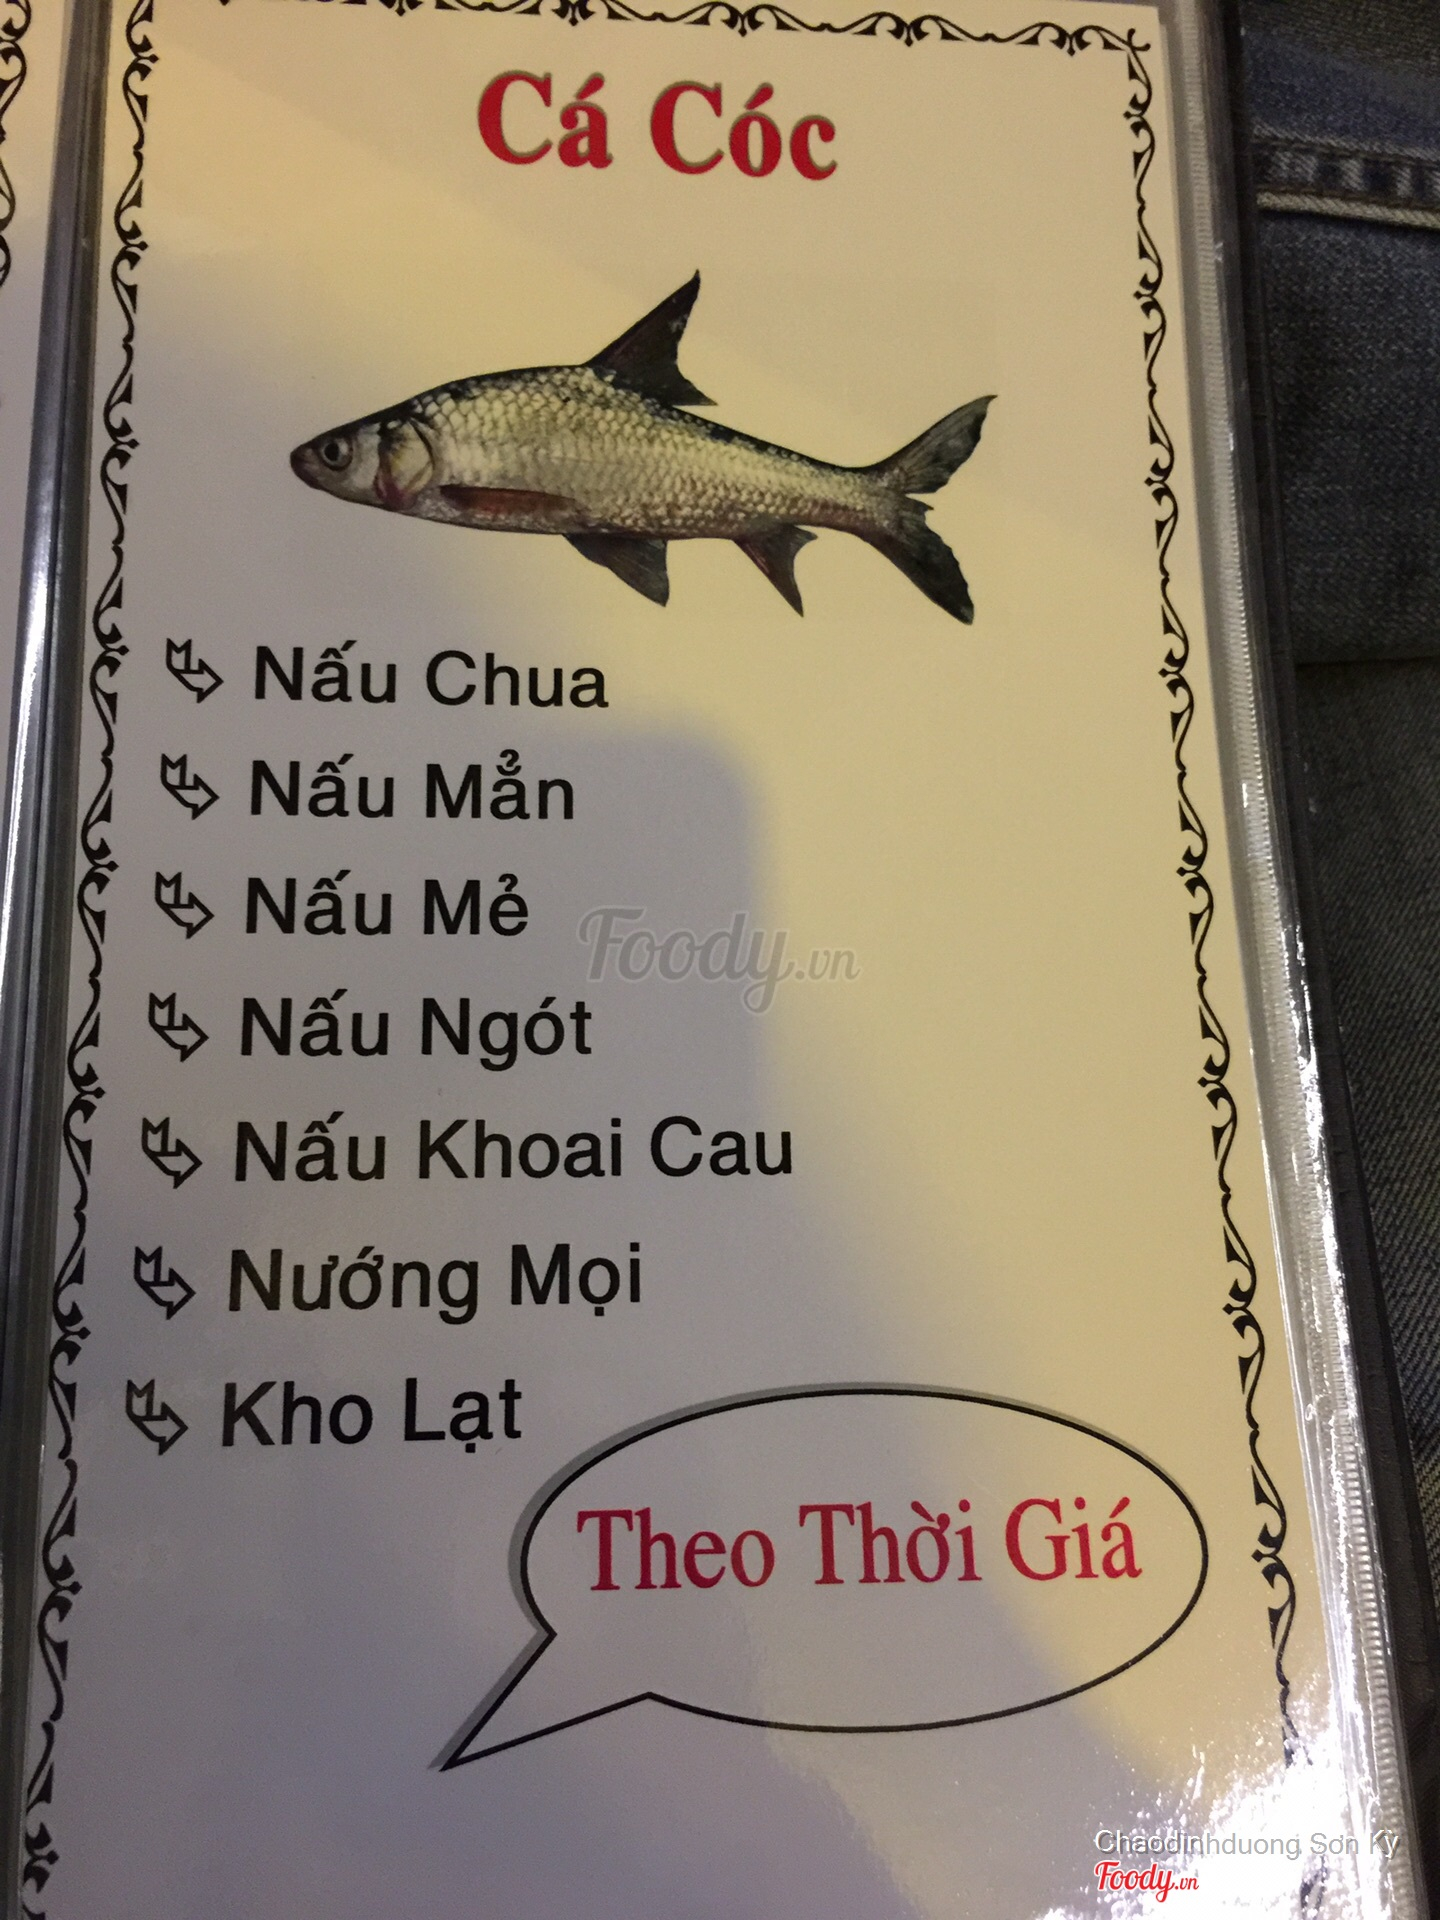 Cá Cóc
Nấu Chua
Nấu Mẳn
Nấu Mẻ
Foody.vn
Nấu Ngót
Nấu Khoai Cau
Nướng Mọi
Kho Lạt
Theo Thời Giá
Chaodinhduong Sơn Kỳ
Foody.vn